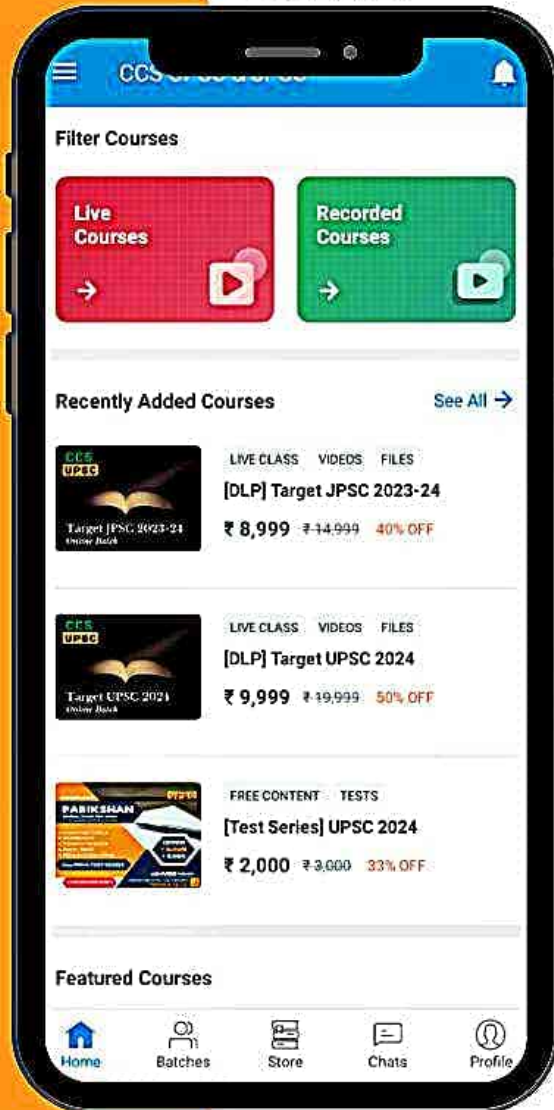 CCS
Filter Courses
Live
Courses
Recorded
Courses
Recently Added Courses
See All →
CCS
UPSC
Target JPSC 2023-24
Online Batch
LIVE CLASS VIDEOS FILES
[DLP] Target JPSC 2023-24
₹ 8,999 ₹ 14,999 40% OFF
CCS
UPSC
Target UPSC 2024
Online Batch
LIVE CLASS VIDEOS FILES
[DLP] Target UPSC 2024
₹ 9,999 ₹ 19,999 50% OFF
PARIKSHAN
FREE CONTENT TESTS
[Test Series] UPSC 2024
₹ 2,000 ₹ 3,000 33% OFF
Featured Courses
Home Batches Store Chats Profile